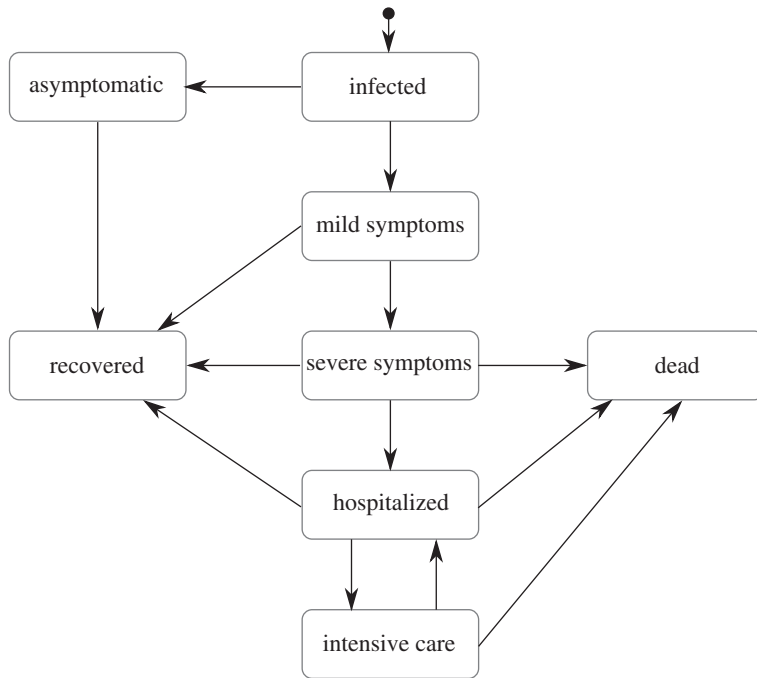 asymptomatic
infected
mild symptoms
recovered
severe symptoms
dead
hospitalized
intensive care